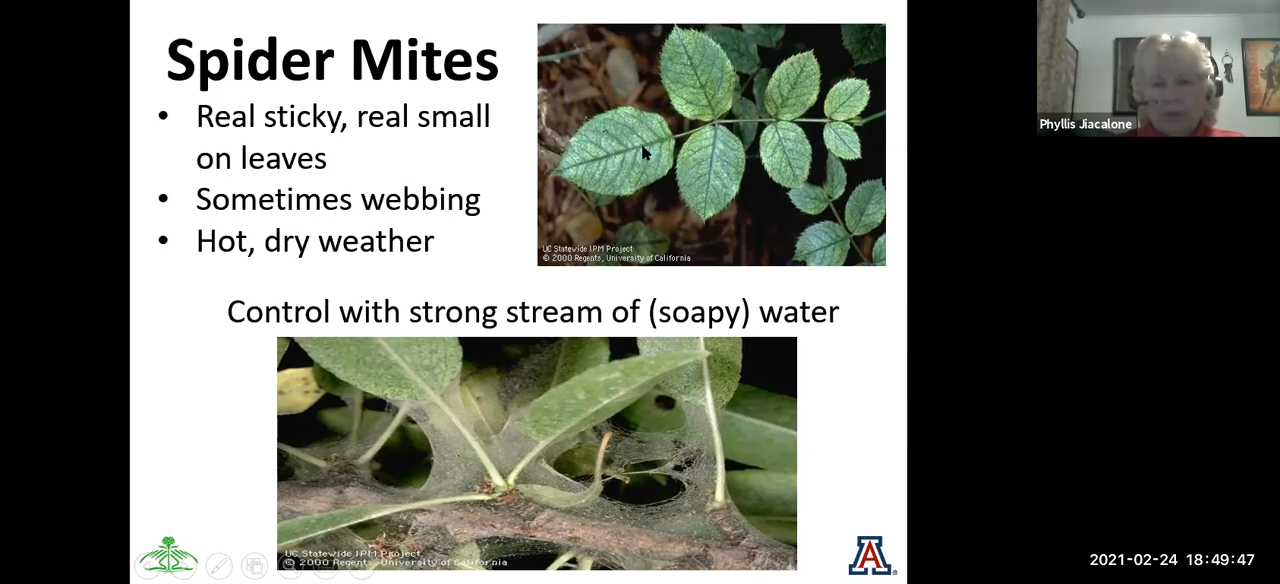 Spider Mites
• Real sticky, real small
on leaves
• Sometimes webbing
• Hot, dry weather
UC Statewide IPM Project
© 2000 Regents, University of California
Control with strong stream of (soapy) water
UC Statewide IPM Project
© 2000 Regents, University of California
A
Phyllis Jiacalone
2021-02-24 18:49:47